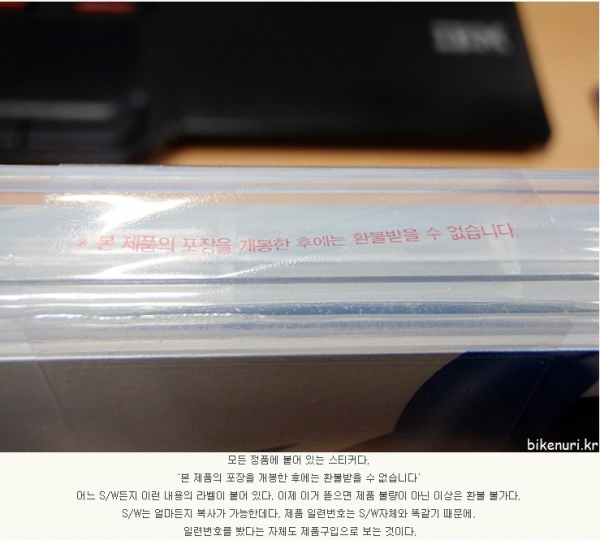 IBM
* 본 제품의 포장을 개봉한 후에는 환불받을 수 없습니다.
bikenuri.kr
모든 정품에 붙어 있는 스티커다.
'본 제품의 포장을 개봉한 후에는 환불받을 수 없습니다'
어느 S/W든지 이런 내용의 라벨이 붙어 있다. 이제 이거 뜯으면 제품 불량이 아닌 이상은 환불 불가다.
S/W는 얼마든지 복사가 가능한데다. 제품 일련번호는 S/W자체와 똑같기 때문에.
일련번호를 봤다는 자체도 제품구입으로 보는 것이다.